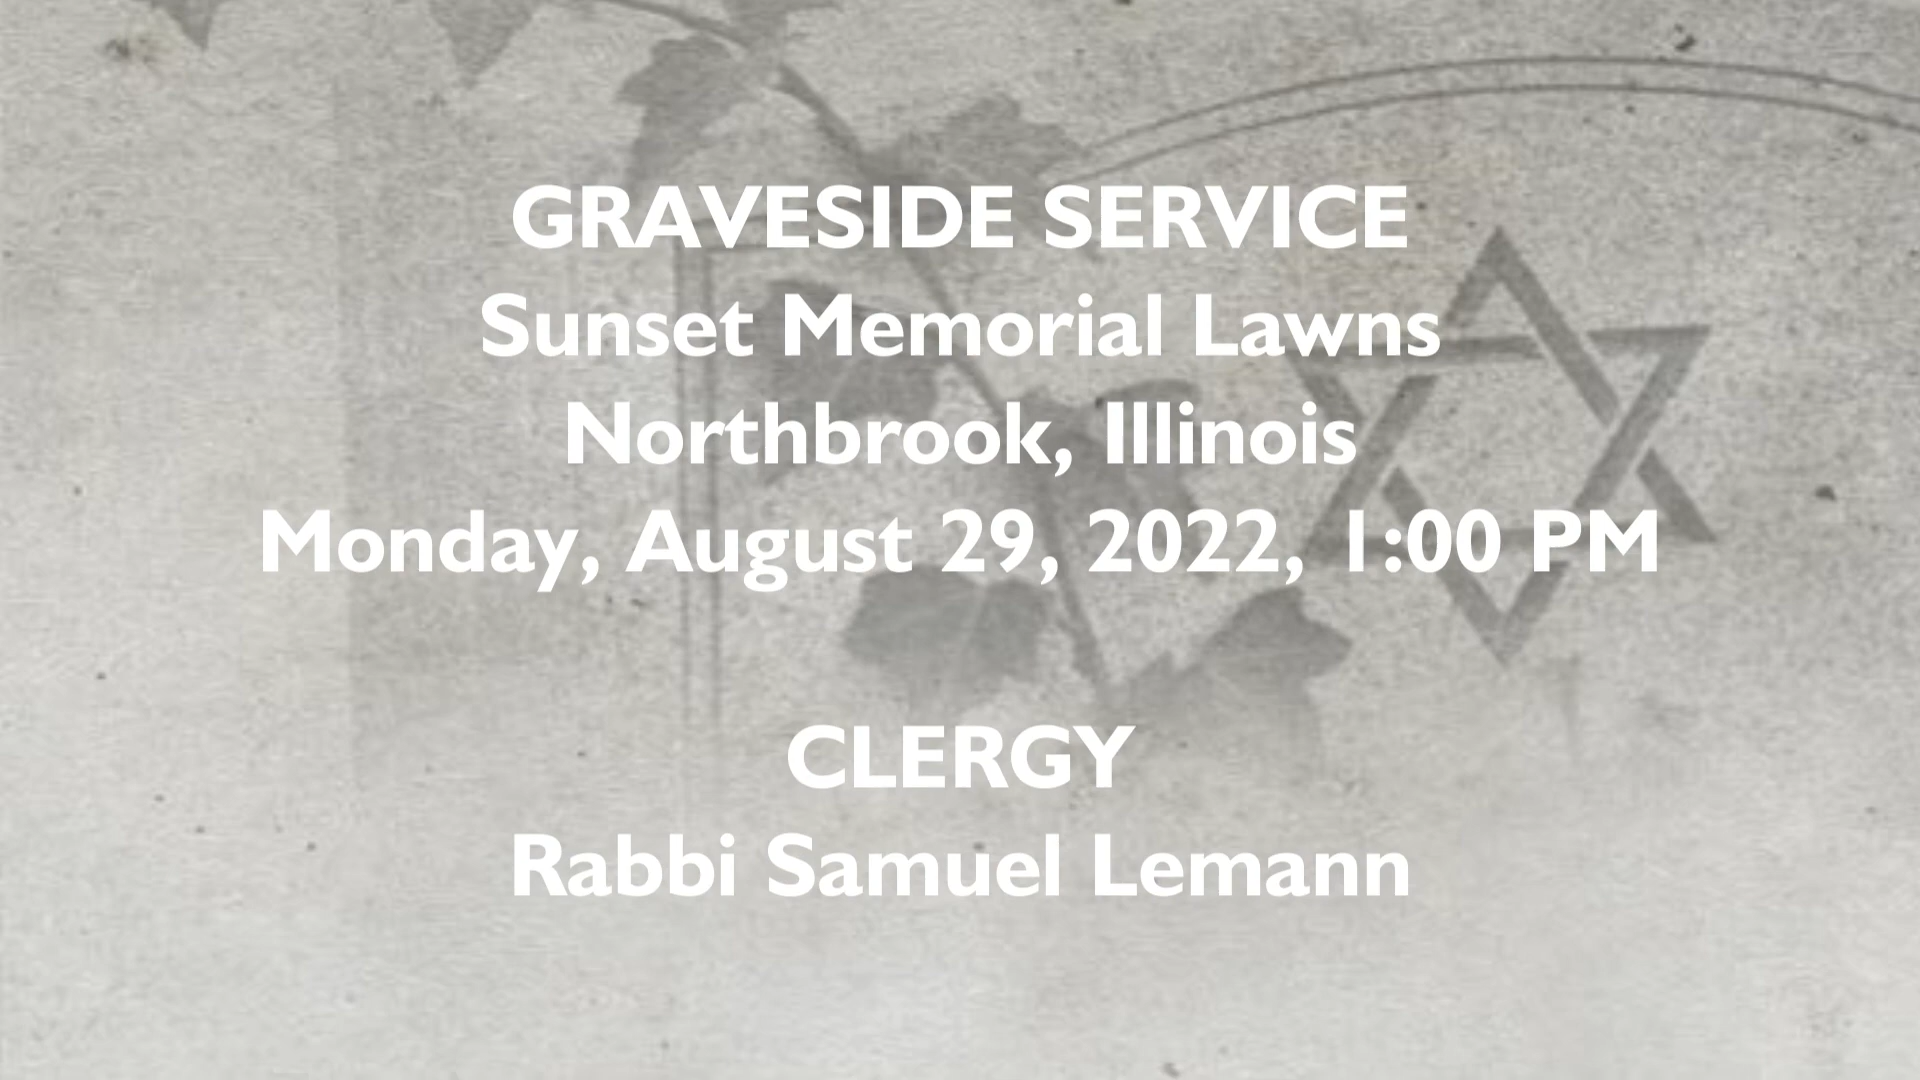 GRAVESIDE SERVICE
Sunset Memorial Lawns
Northbrook, Illinois
Monday, August 29, 2022, 1:00 PM
CLERGY
Rabbi Samuel Lemann